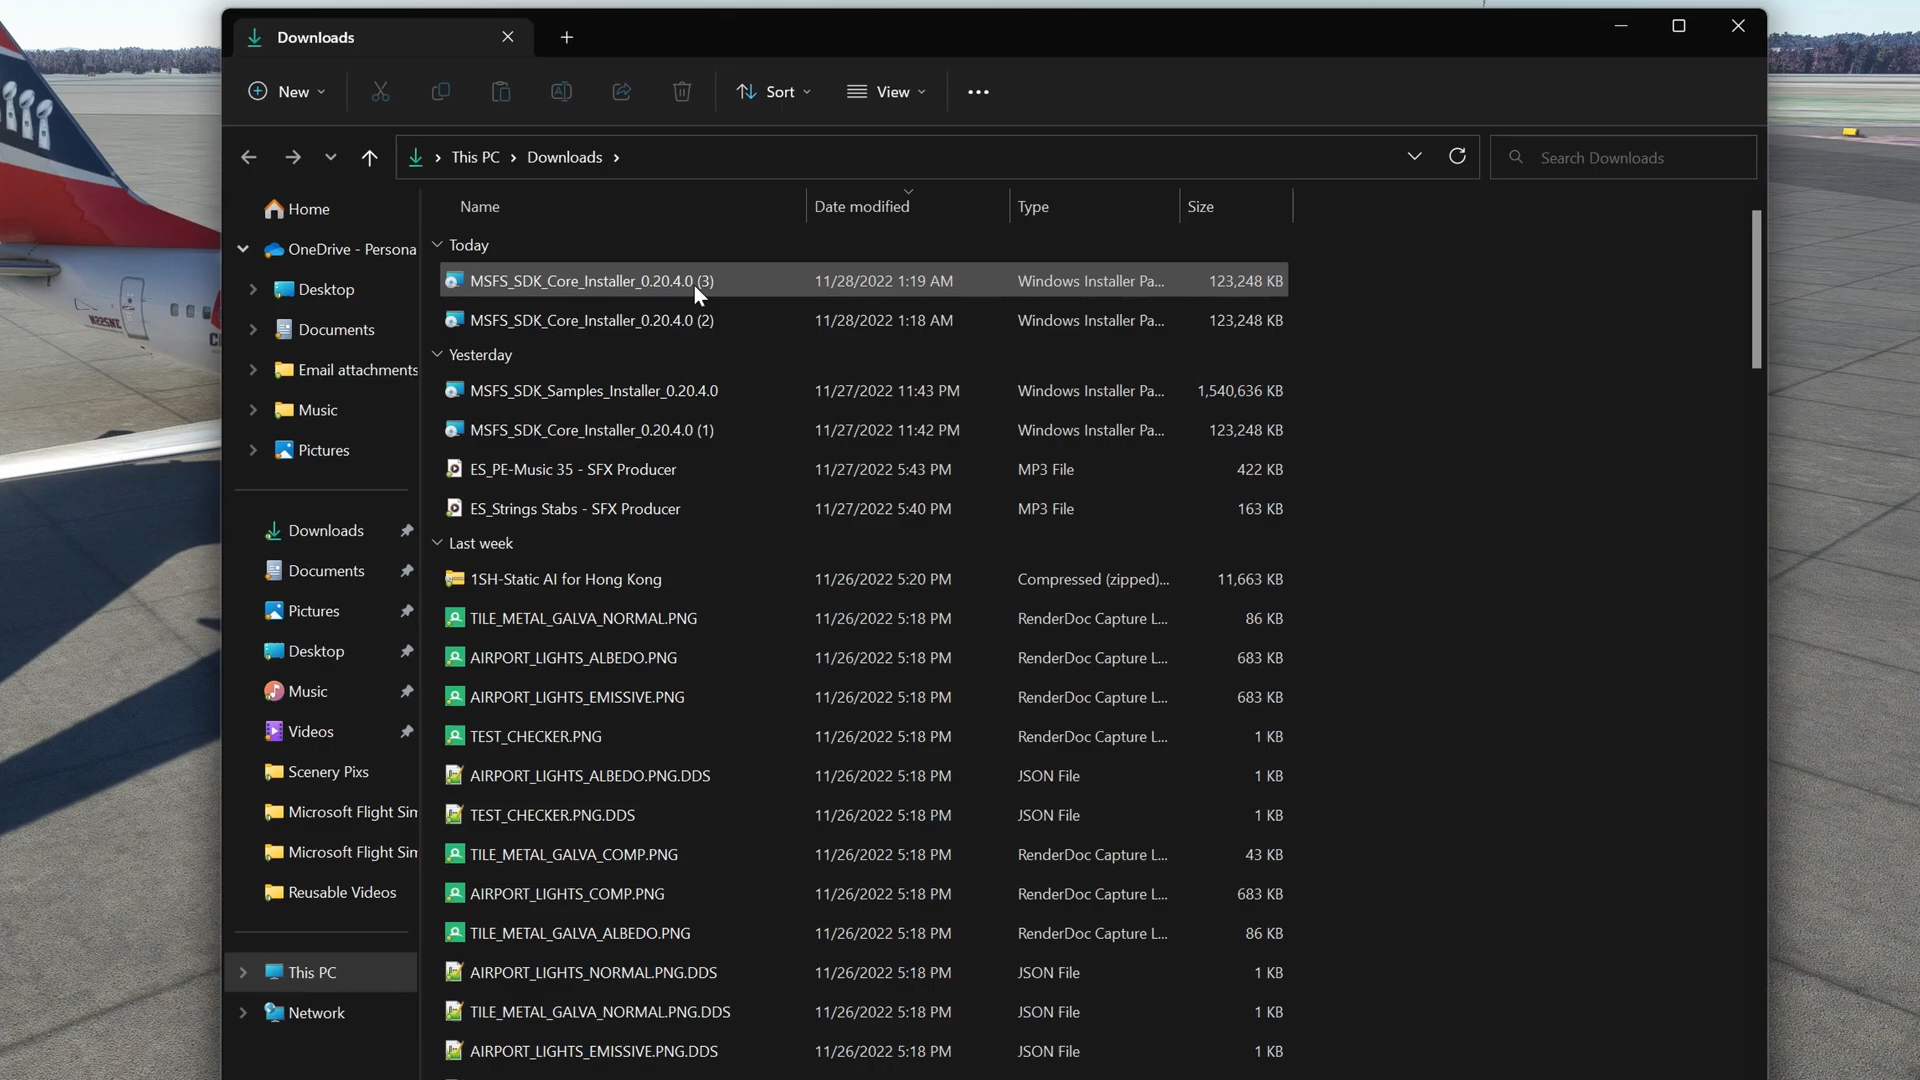 Downloads
New
Sort
View
This PC
Downloads
Search Downloads
Home
OneDrive - Persona
Desktop
Documents
Email attachments
Music
Pictures
Downloads
Documents
Pictures
Desktop
Music
Videos
Scenery Pixs
Microsoft Flight Sim
Microsoft Flight Sim
Reusable Videos
This PC
Network
Name Date modified Type Size
Today
MSFS_SDK_Core_Installer_0.20.4.0 (3) 11/28/2022 1:19 AM Windows Installer Pa... 123,248 KB
MSFS_SDK_Core_Installer_0.20.4.0 (2) 11/28/2022 1:18 AM Windows Installer Pa... 123,248 KB
Yesterday
MSFS_SDK_Samples_Installer_0.20.4.0 11/27/2022 11:43 PM Windows Installer Pa... 1,540,636 KB
MSFS_SDK_Core_Installer_0.20.4.0 (1) 11/27/2022 11:42 PM Windows Installer Pa... 123,248 KB
ES_PE-Music 35 - SFX Producer 11/27/2022 5:43 PM MP3 File 422 KB
ES_Strings Stabs - SFX Producer 11/27/2022 5:40 PM MP3 File 163 KB
Last week
1SH-Static AI for Hong Kong 11/26/2022 5:20 PM Compressed (zipped)... 11,663 KB
TILE_METAL_GALVA_NORMAL.PNG 11/26/2022 5:18 PM RenderDoc Capture L... 86 KB
AIRPORT_LIGHTS_ALBEDO.PNG 11/26/2022 5:18 PM RenderDoc Capture L... 683 KB
AIRPORT_LIGHTS_EMISSIVE.PNG 11/26/2022 5:18 PM RenderDoc Capture L... 683 KB
TEST_CHECKER.PNG 11/26/2022 5:18 PM RenderDoc Capture L... 1 KB
AIRPORT_LIGHTS_ALBEDO.PNG.DDS 11/26/2022 5:18 PM JSON File 1 KB
TEST_CHECKER.PNG.DDS 11/26/2022 5:18 PM JSON File 1 KB
TILE_METAL_GALVA_COMP.PNG 11/26/2022 5:18 PM RenderDoc Capture L... 43 KB
AIRPORT_LIGHTS_COMP.PNG 11/26/2022 5:18 PM RenderDoc Capture L... 683 KB
TILE_METAL_GALVA_ALBEDO.PNG 11/26/2022 5:18 PM RenderDoc Capture L... 86 KB
AIRPORT_LIGHTS_NORMAL.PNG.DDS 11/26/2022 5:18 PM JSON File 1 KB
TILE_METAL_GALVA_NORMAL.PNG.DDS 11/26/2022 5:18 PM JSON File 1 KB
AIRPORT_LIGHTS_EMISSIVE.PNG.DDS 11/26/2022 5:18 PM JSON File 1 KB